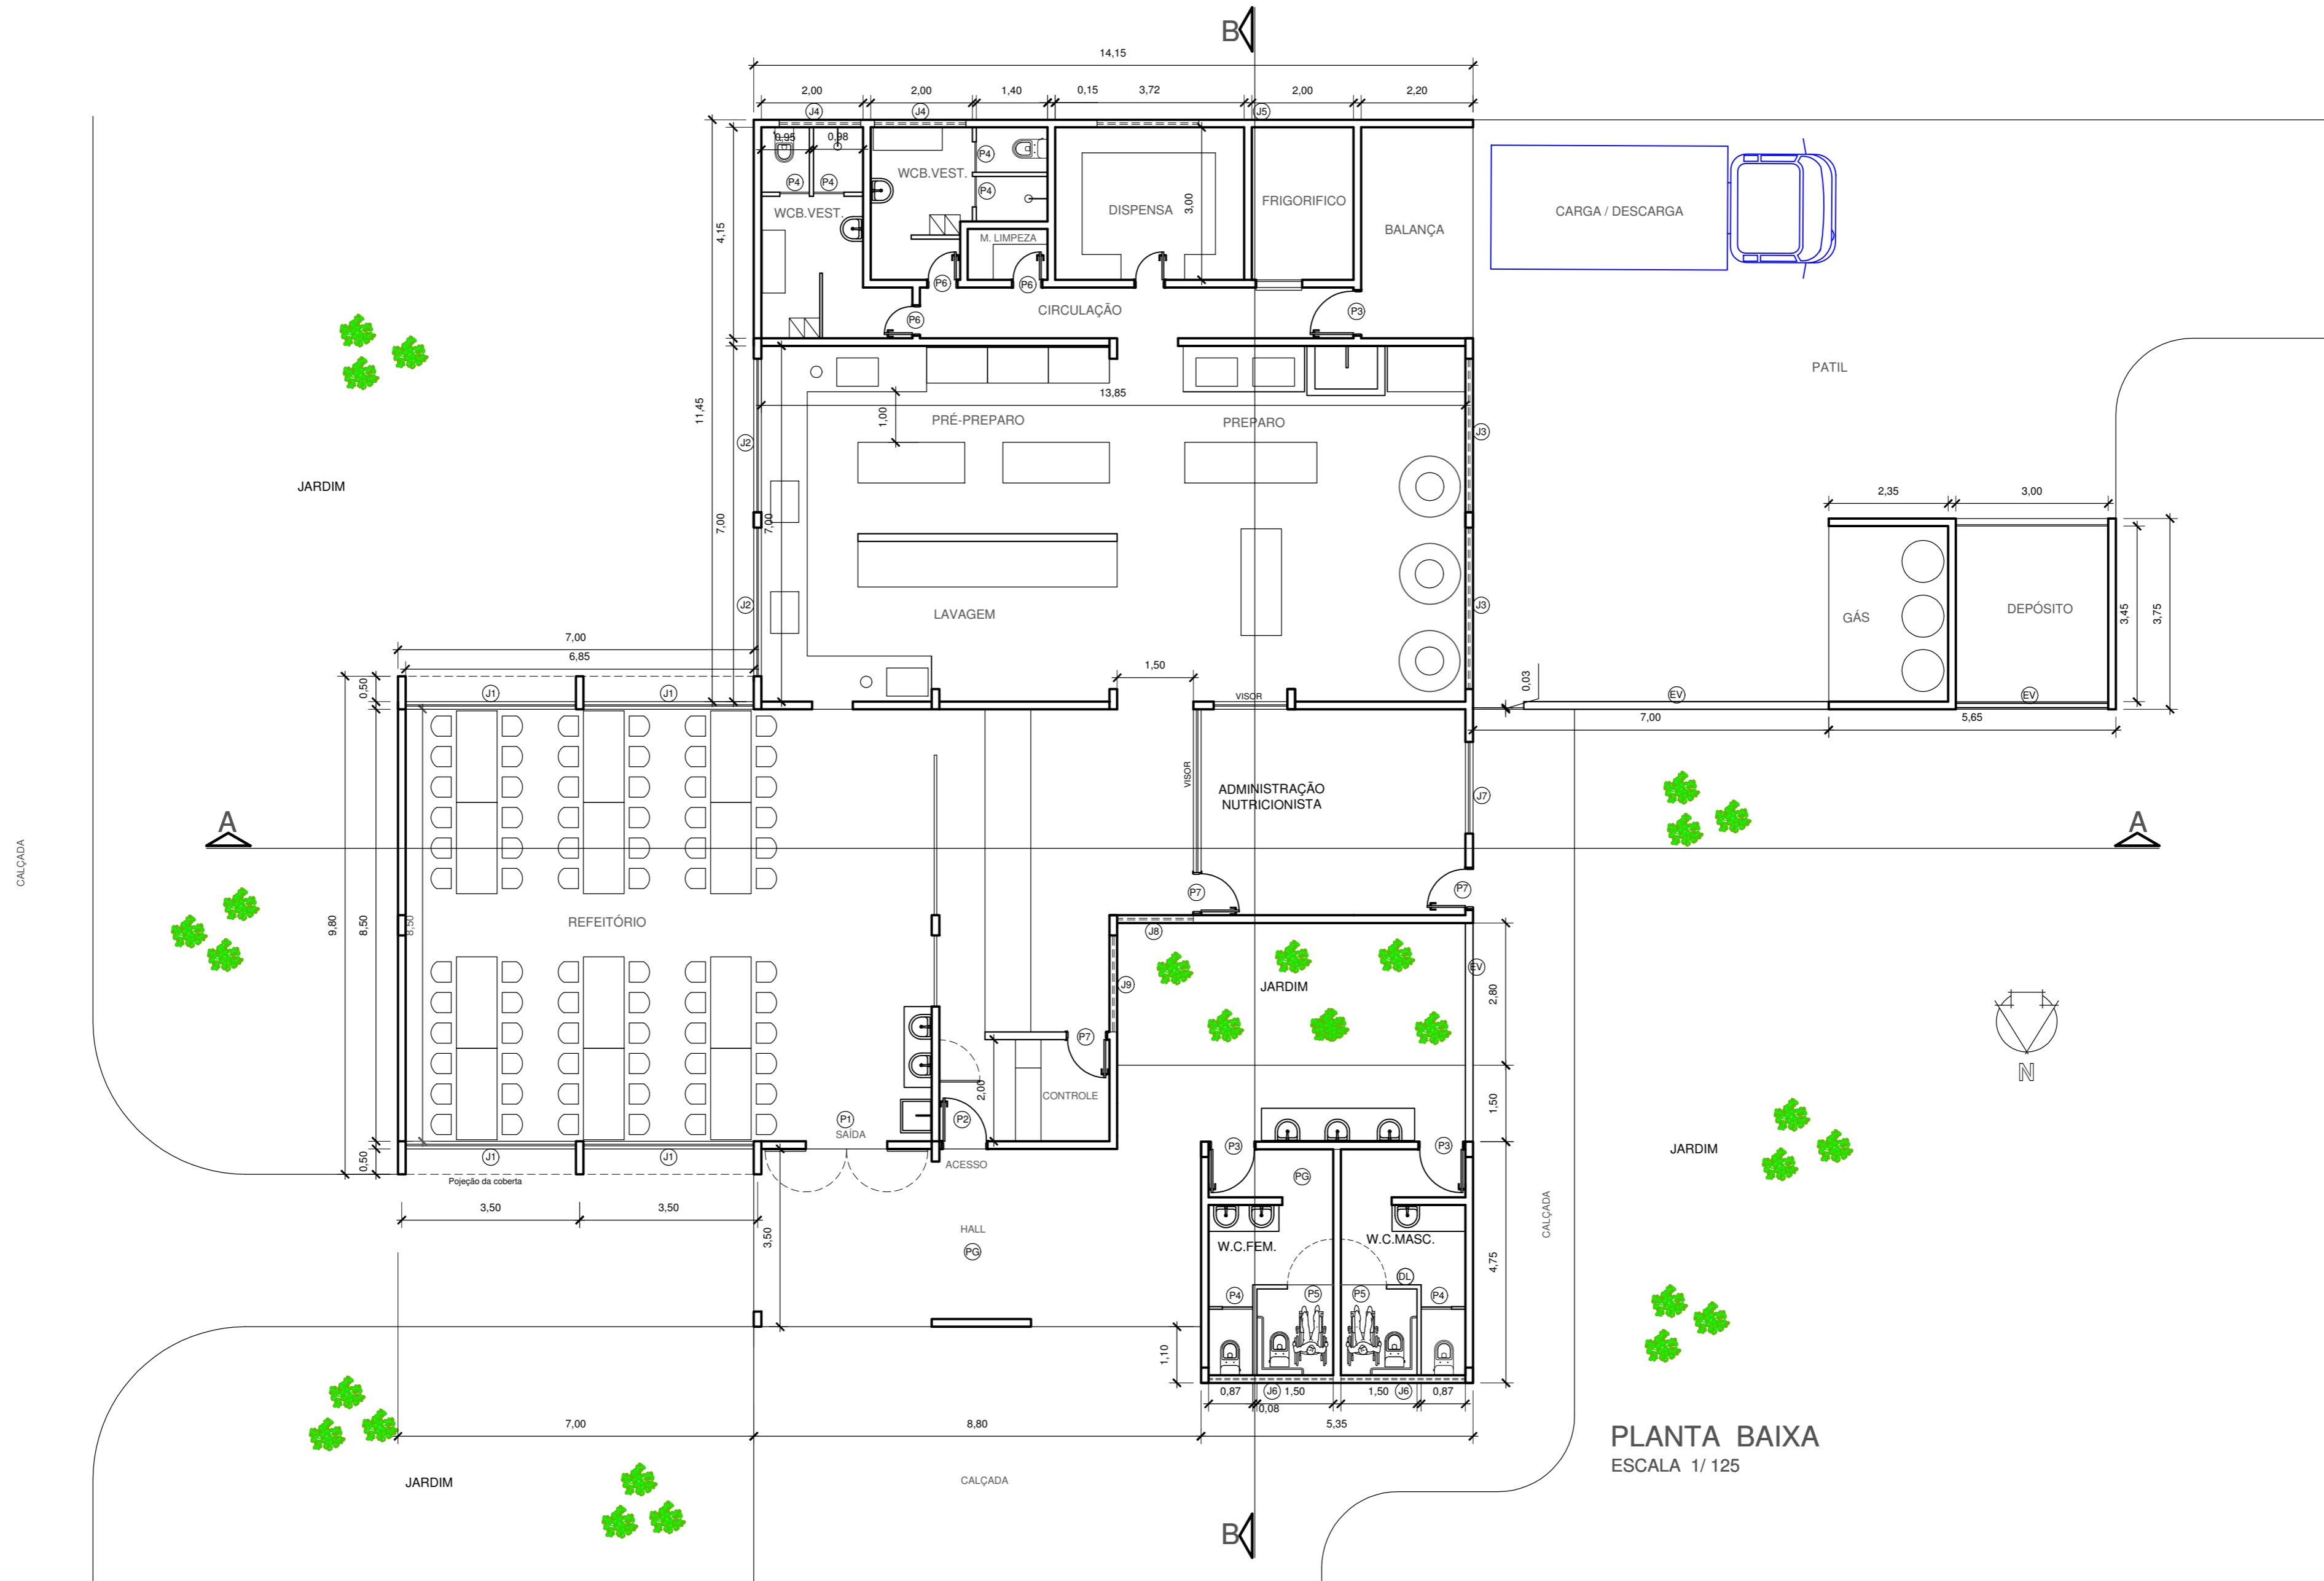 B
14,15
2,00
2,00
1,40
0,15
3,72
2,00
2,20
J4
J4
J5
0,95
0,98
P4
P4
P4
P4
WCB.VEST.
WCB.VEST.
M. LIMPEZA
DISPENSA
3,00
FRIGORIFICO
BALANÇA
CARGA / DESCARGA
4,15
P6
P6
P6
CIRCULAÇÃO
P3
PATIL
11,45
13,85
1,00
PRÉ-PREPARO
PREPARO
J2
J3
JARDIM
7,00
7,00
2,35
3,00
J2
LAVAGEM
J3
GÁS
DEPÓSITO
3,45
3,75
7,00
6,85
0,50
J1
J1
1,50
VISOR
0,03
EV
EV
7,00
5,65
VISOR
ADMINISTRAÇÃO
NUTRICIONISTA
J7
A
A
CALÇADA
P7
P7
9,80
8,50
8,50
REFEITÓRIO
J8
J9
JARDIM
EV
2,80
P7
2,00
CONTROLE
1,50
N
P1
SAÍDA
P2
P3
P3
JARDIM
0,50
J1
J1
ACESSO
Pojeção da coberta
PG
3,50
3,50
3,50
HALL
PG
W.C.FEM.
W.C.MASC.
CALÇADA
4,75
DL
P4
P5
P5
P4
1,10
0,87
J6
1,50
1,50
J6
0,87
0,08
7,00
8,80
5,35
PLANTA BAIXA
ESCALA 1/ 125
JARDIM
CALÇADA
B